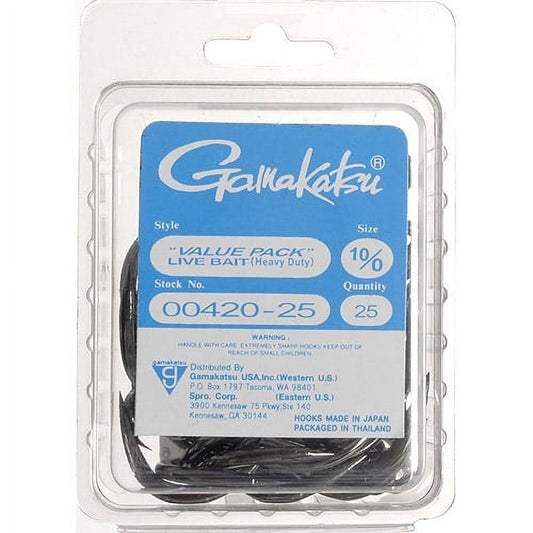 Gamakatsu®
Style Size
"VALUE PACK"
LIVE BAIT (Heavy Duty) 10/0
Stock No. Quantity
00420-25 25
WARNING:
HANDLE WITH CARE. EXTREMELY SHARP HOOKS-KEEP OUT OF
REACH OF SMALL CHILDREN
gamakatsu
Distributed By
Gamakatsu USA,Inc.(Western U.S.)
P.O. Box 1797 Tacoma, WA 98401
Spro. Corp. (Eastern U.S.)
3900 Kennesaw 75 Pkwy,Ste 140
Kennesaw, GA 30144
HOOKS MADE IN JAPAN
PACKAGED IN THAILAND